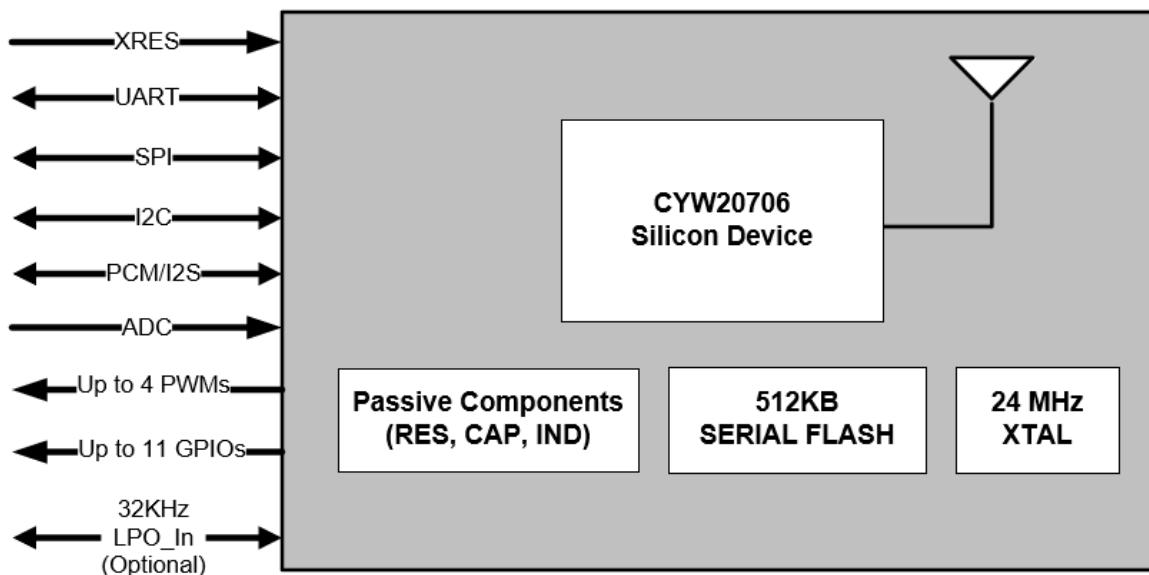 XRES
UART
SPI
I2C
PCM/I2S
ADC
Up to 4 PWMs
Up to 11 GPIOs
32KHz
LPO_In
(Optional)
CYW20706
Silicon Device
Passive Components
(RES, CAP, IND)
512KB
SERIAL FLASH
24 MHz
XTAL